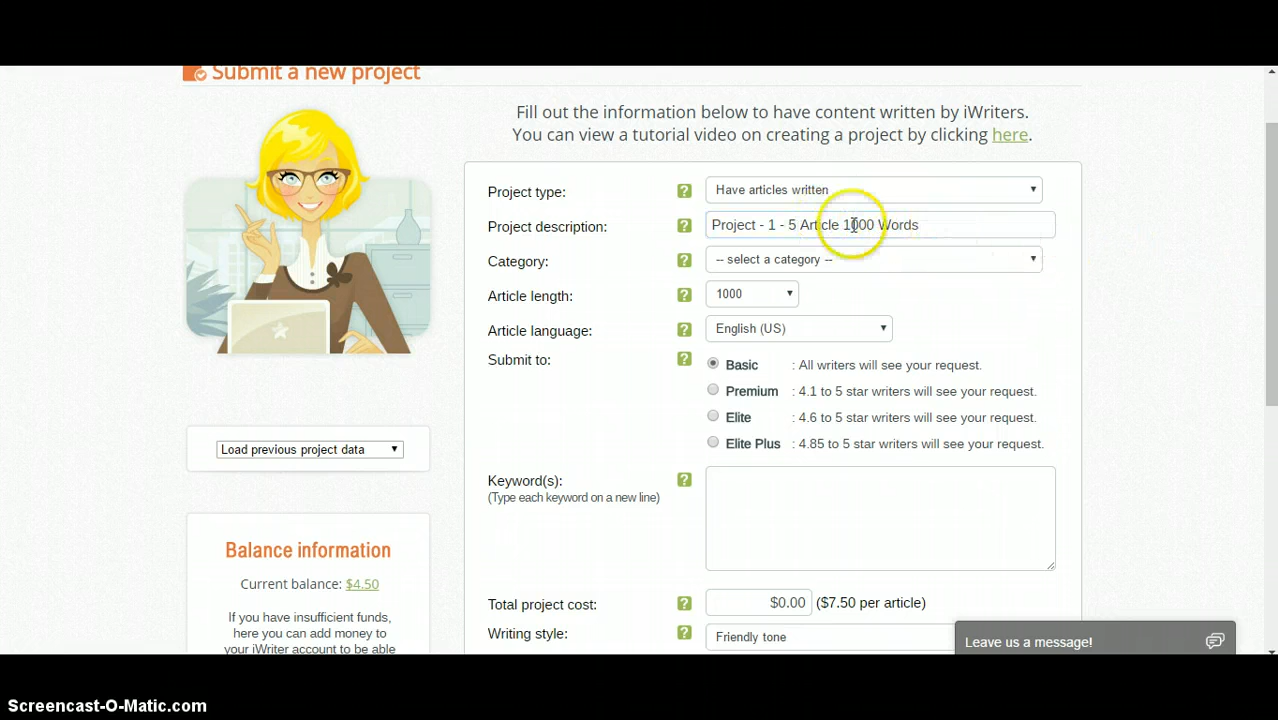 Submit a new project
Fill out the information below to have content written by iWriters.
You can view a tutorial video on creating a project by clicking here.
Project type: ? Have articles written
Project description: ? Project - 1 - 5 Article 1000 Words
Category: ? -- select a category --
Article length: ? 1000
Article language: ? English (US)
Submit to: ? Basic : All writers will see your request.
Premium : 4.1 to 5 star writers will see your request.
Elite : 4.6 to 5 star writers will see your request.
Elite Plus : 4.85 to 5 star writers will see your request.
Load previous project data
Keyword(s): ?
(Type each keyword on a new line)
Balance information
Current balance: $4.50
If you have insufficient funds,
here you can add money to
your iWriter account to be able
Total project cost: ? $0.00 ($7.50 per article)
Writing style: ? Friendly tone
Leave us a message!
Screencast-O-Matic.com